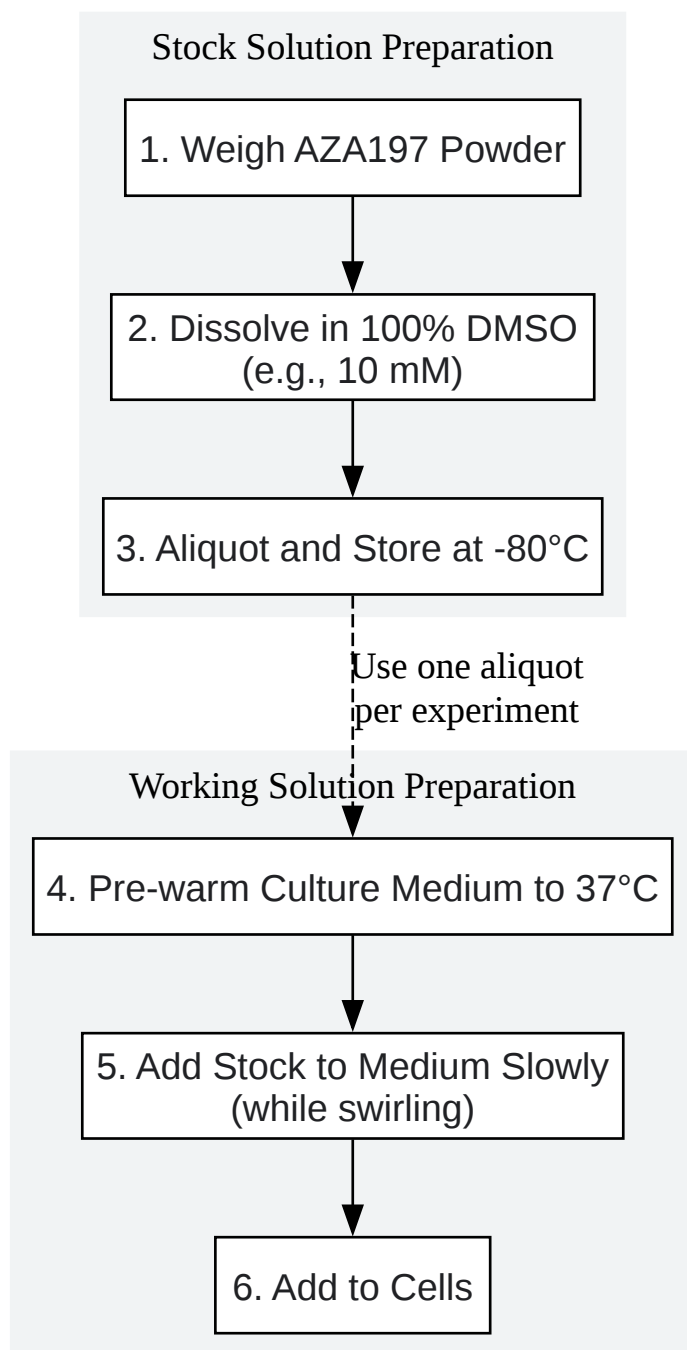 Stock Solution Preparation
1. Weigh AZA197 Powder
2. Dissolve in 100% DMSO
(e.g., 10 mM)
3. Aliquot and Store at -80°C
Use one aliquot
per experiment
Working Solution Preparation
4. Pre-warm Culture Medium to 37°C
5. Add Stock to Medium Slowly
(while swirling)
6. Add to Cells